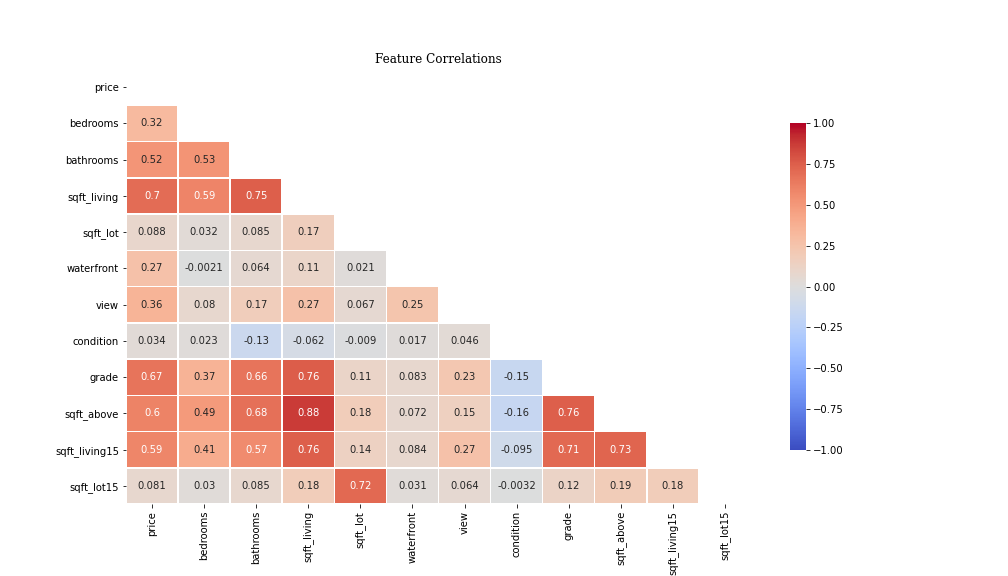 Feature Correlations
price
bedrooms 0.32
bathrooms 0.52 0.53
sqft_living 0.7 0.59 0.75
sqft_lot 0.088 0.032 0.085 0.17
waterfront 0.27 -0.0021 0.064 0.11 0.021
view 0.36 0.08 0.17 0.27 0.067 0.25
condition 0.034 0.023 -0.13 -0.062 -0.009 0.017 0.046
grade 0.67 0.37 0.66 0.76 0.11 0.083 0.23 -0.15
sqft_above 0.6 0.49 0.68 0.88 0.18 0.072 0.15 -0.16 0.76
sqft_living15 0.59 0.41 0.57 0.76 0.14 0.084 0.27 -0.095 0.71 0.73
sqft_lot15 0.081 0.03 0.085 0.18 0.72 0.031 0.064 -0.0032 0.12 0.19 0.18
price bedrooms bathrooms sqft_living sqft_lot waterfront view condition grade sqft_above sqft_living15 sqft_lot15
1.00
0.75
0.50
0.25
0.00
−0.25
−0.50
−0.75
−1.00